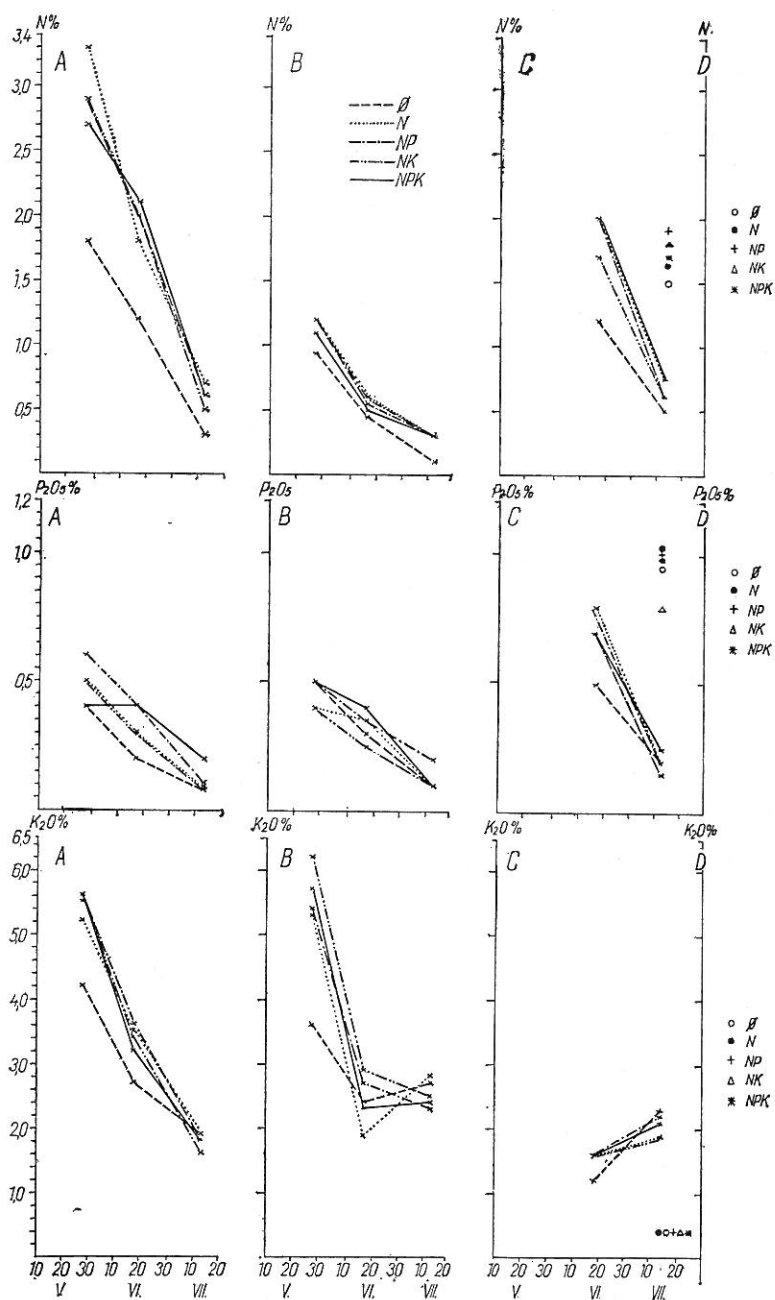 N% N% N% N.
3,4 A B C D
3,0
2,5
2,0
1,5
1,0
0,5
Ø
N
NP
NK
NPK
Ø
N
NP
NK
NPK
P₂O₅% P₂O₅ P₂O₅% P₂O₅%
1,2 A B C D
1,0
0,5
Ø
N
NP
NK
NPK
K₂O% K₂O% K₂O% K₂O%
6,5 A B C D
6,0
5,0
4,0
3,0
2,0
1,0
Ø
N
NP
NK
NPK
10 20 30 10 20 10 20 10 20 30 10 20 10 20 10 20 30 10 20 10 20
V. VI. VII. V. VI. VII. V. VI. VII.